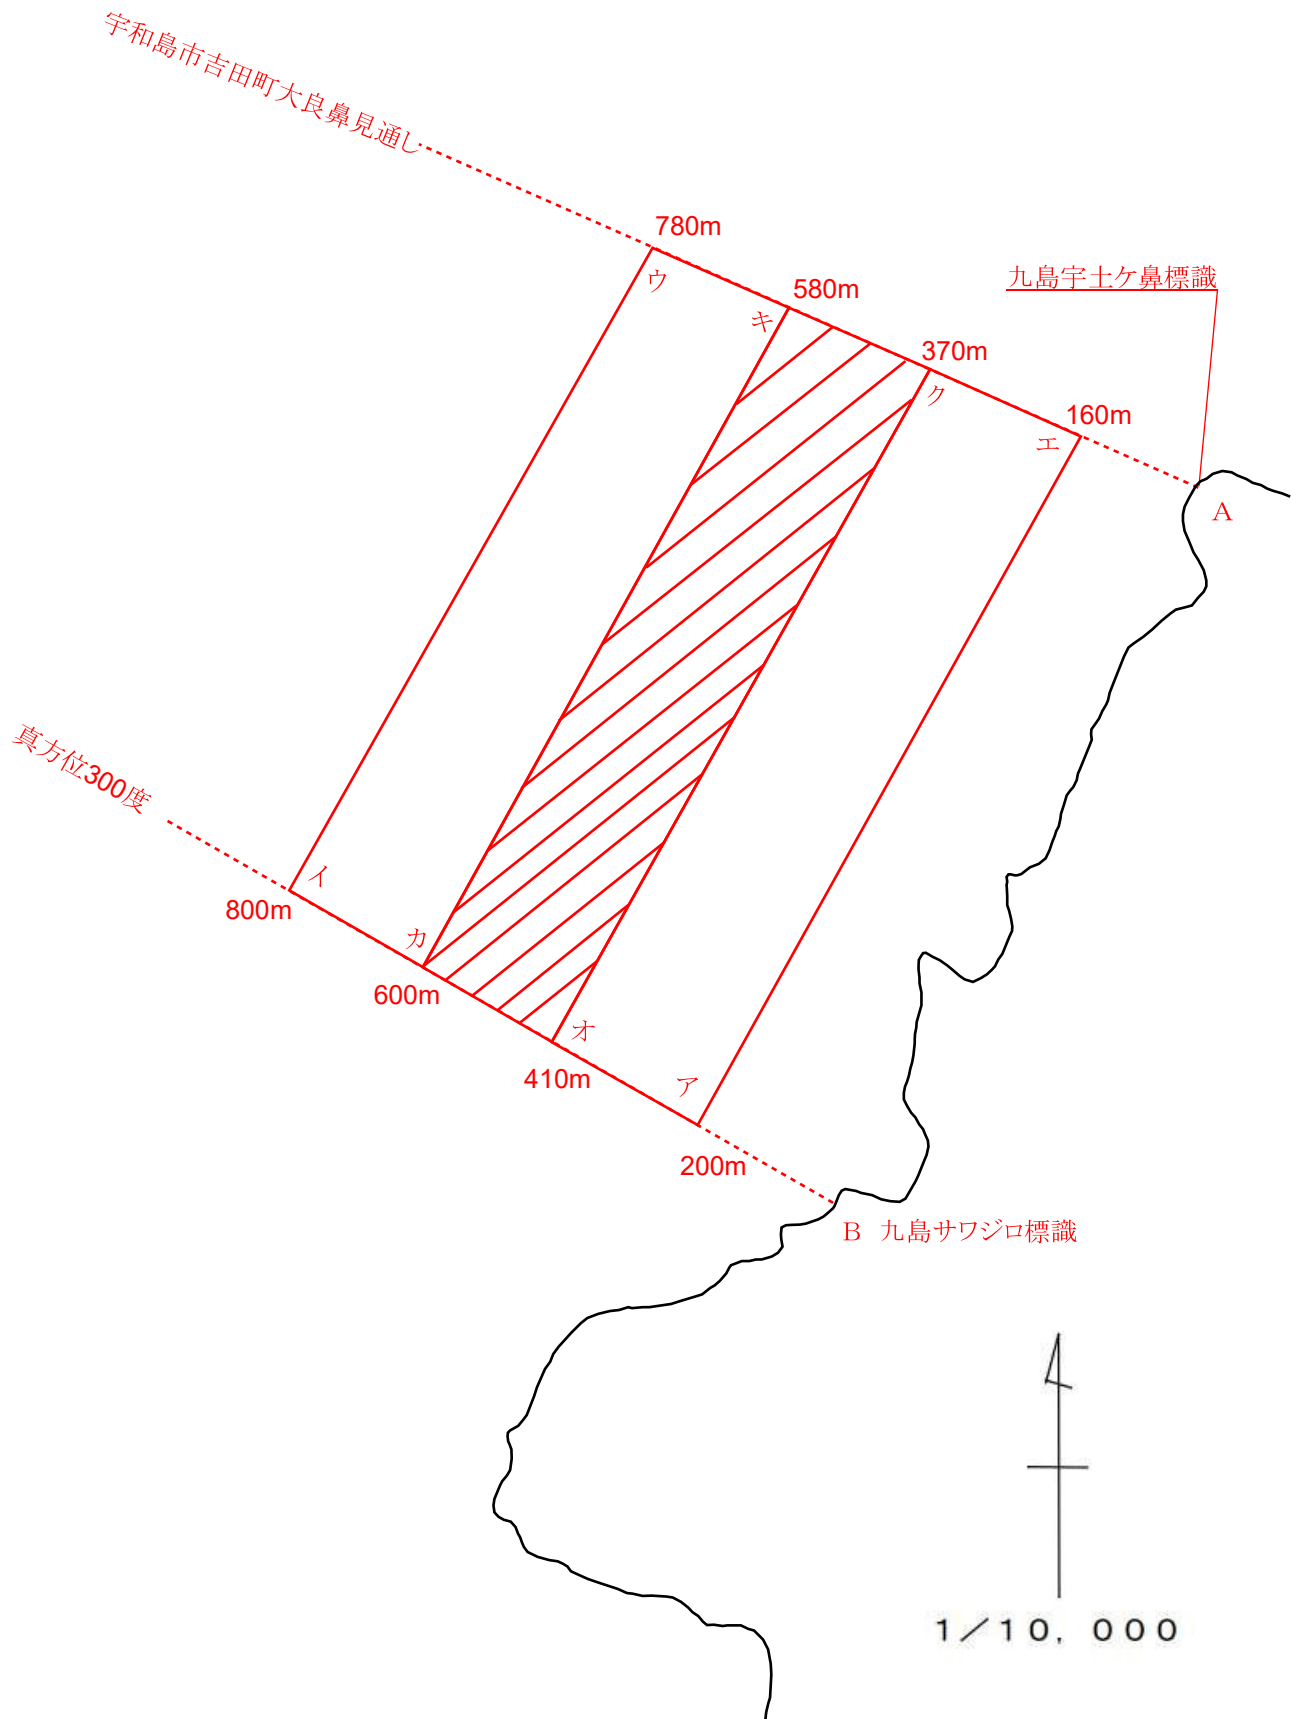 宇和島市吉田町大良鼻見通し
780m
ウ
九島宇土ケ鼻標識
580m
キ
370m
ク
160m
エ
A
真方位300度
イ
800m
カ
600m
オ
410m
ア
200m
B 九島サワジロ標識
1/10,000